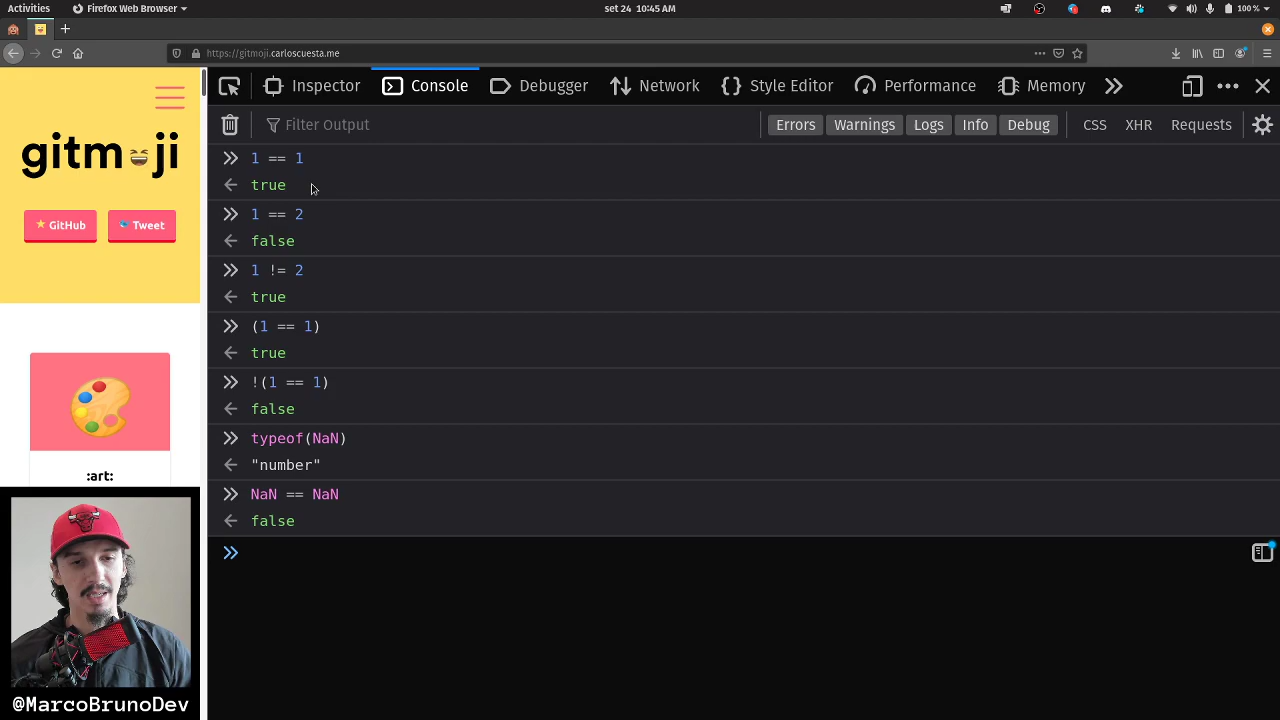 Activities
Firefox Web Browser
set 24 10:45 AM
100 %
https://gitmoji.carloscuesta.me
Inspector
Console
Debugger
Network
Style Editor
Performance
Memory
Filter Output
Errors
Warnings
Logs
Info
Debug
CSS
XHR
Requests
gitmoji
GitHub
Tweet
:art:
@MarcoBrunoDev
1 == 1
true
1 == 2
false
1 != 2
true
(1 == 1)
true
!(1 == 1)
false
typeof(NaN)
"number"
NaN == NaN
false